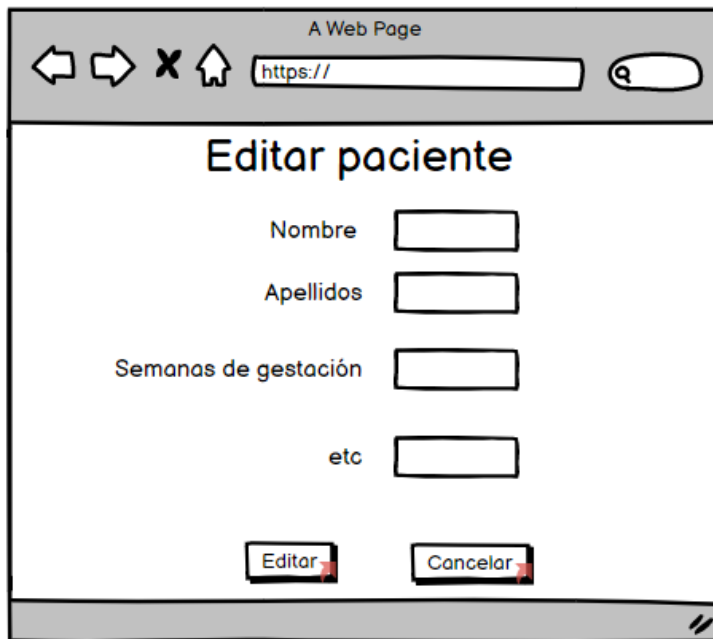 A Web Page
https://
Editar paciente
Nombre
Apellidos
Semanas de gestación
etc
Editar
Cancelar